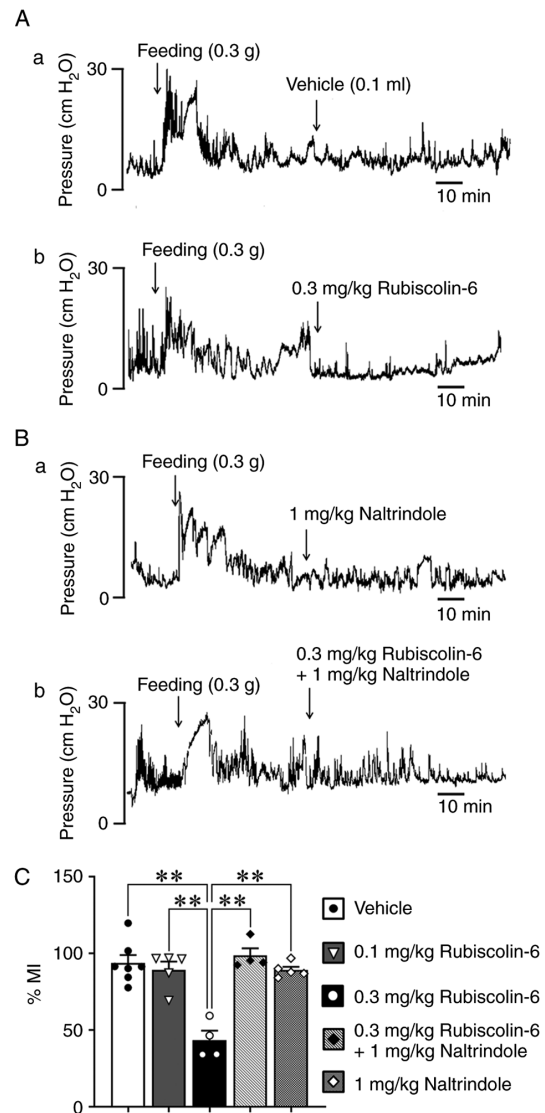 A
a
Feeding (0.3 g)
Vehicle (0.1 ml)
Pressure (cm H2O)
30
0
10 min
b
Feeding (0.3 g)
0.3 mg/kg Rubiscolin-6
Pressure (cm H2O)
30
0
10 min
B
a
Feeding (0.3 g)
1 mg/kg Naltrindole
Pressure (cm H2O)
30
0
10 min
b
Feeding (0.3 g)
0.3 mg/kg Rubiscolin-6
+ 1 mg/kg Naltrindole
Pressure (cm H2O)
30
0
10 min
C
% MI
150
100
50
0
** **
** **
Vehicle
0.1 mg/kg Rubiscolin-6
0.3 mg/kg Rubiscolin-6
0.3 mg/kg Rubiscolin-6
+ 1 mg/kg Naltrindole
1 mg/kg Naltrindole